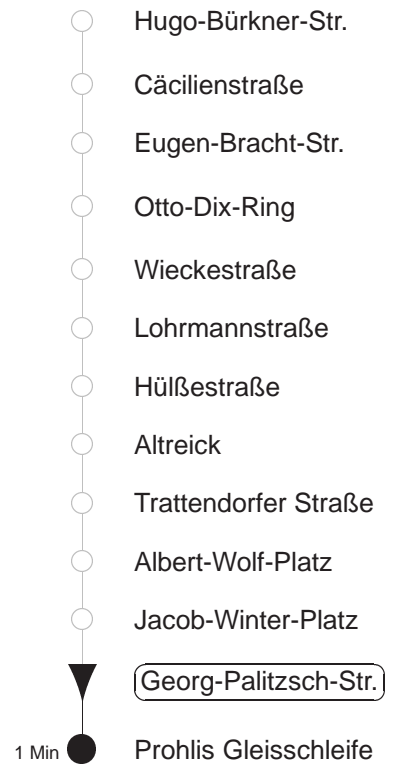 Hugo-Bürkner-Str.
Cäcilienstraße
Eugen-Bracht-Str.
Otto-Dix-Ring
Wieckestraße
Lohrmannstraße
Hülßestraße
Altreick
Trattendorfer Straße
Albert-Wolf-Platz
Jacob-Winter-Platz
Georg-Palitzsch-Str.
1 Min Prohlis Gleisschleife